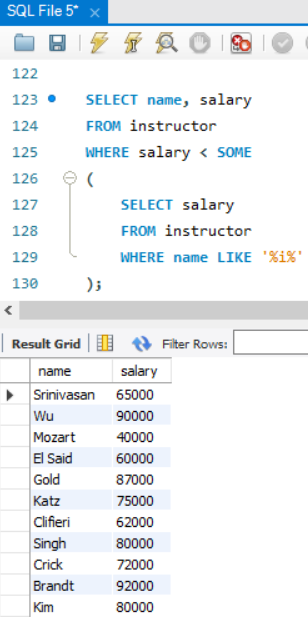 SQL File 5*
122
123 SELECT name, salary
124 FROM instructor
125 WHERE salary < SOME
126 (
127 SELECT salary
128 FROM instructor
129 WHERE name LIKE '%i%'
130 );
Result Grid Filter Rows:
name salary
Srinivasan 65000
Wu 90000
Mozart 40000
El Said 60000
Gold 87000
Katz 75000
Clifieri 62000
Singh 80000
Crick 72000
Brandt 92000
Kim 80000